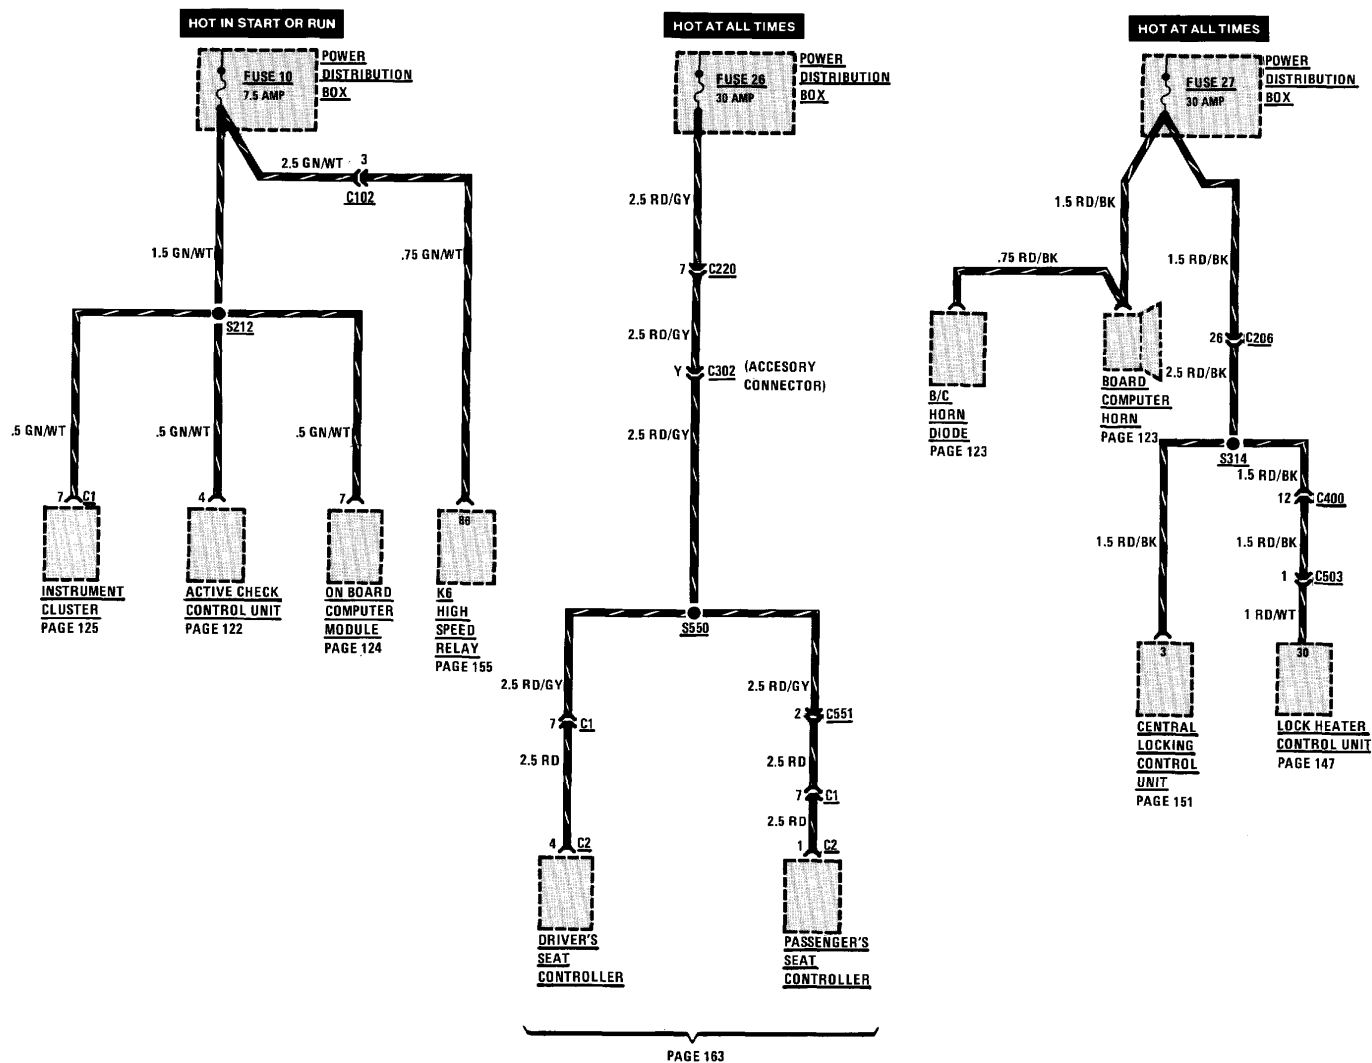 HOT IN START OR RUN
FUSE 10
7.5 AMP
POWER
DISTRIBUTION
BOX
2.5 GN/WT
3
C102
1.5 GN/WT
.75 GN/WT
S212
.5 GN/WT
.5 GN/WT
.5 GN/WT
7
C1
4
7
86
INSTRUMENT
CLUSTER
PAGE 125
ACTIVE CHECK
CONTROL UNIT
PAGE 122
ON BOARD
COMPUTER
MODULE
PAGE 124
K6
HIGH
SPEED
RELAY
PAGE 155
HOT AT ALL TIMES
FUSE 26
30 AMP
POWER
DISTRIBUTION
BOX
2.5 RD/GY
7
C220
2.5 RD/GY
Y
C302
(ACCESORY
CONNECTOR)
2.5 RD/GY
S550
2.5 RD/GY
7
C1
2.5 RD
4
C2
DRIVER'S
SEAT
CONTROLLER
2.5 RD/GY
2
C551
2.5 RD
7
C1
2.5 RD
1
C2
PASSENGER'S
SEAT
CONTROLLER
PAGE 163
HOT AT ALL TIMES
FUSE 27
30 AMP
POWER
DISTRIBUTION
BOX
1.5 RD/BK
.75 RD/BK
1.5 RD/BK
B/C
HORN
DIODE
PAGE 123
BOARD
COMPUTER
HORN
PAGE 123
26
C206
2.5 RD/BK
S314
1.5 RD/BK
12
C400
1.5 RD/BK
1.5 RD/BK
1
C503
1 RD/WT
3
30
CENTRAL
LOCKING
CONTROL
UNIT
PAGE 151
LOCK HEATER
CONTROL UNIT
PAGE 147